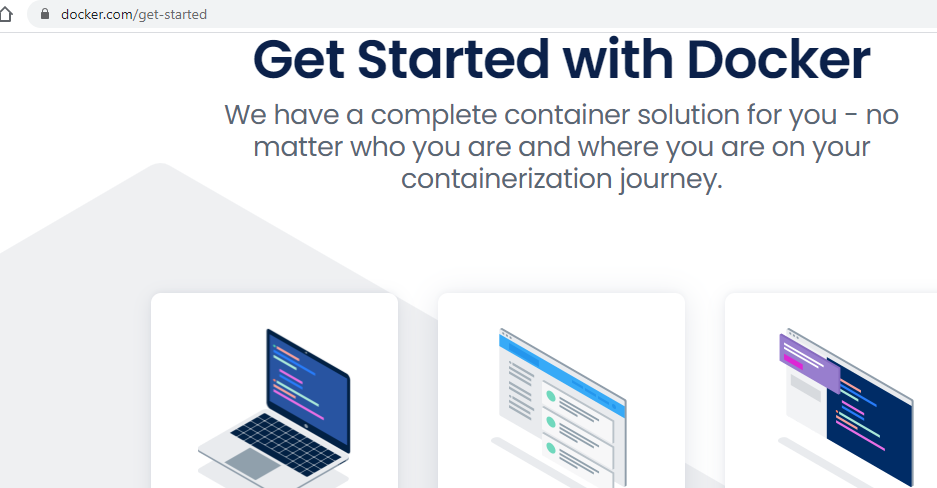 docker.com/get-started
Get Started with Docker
We have a complete container solution for you - no
matter who you are and where you are on your
containerization journey.